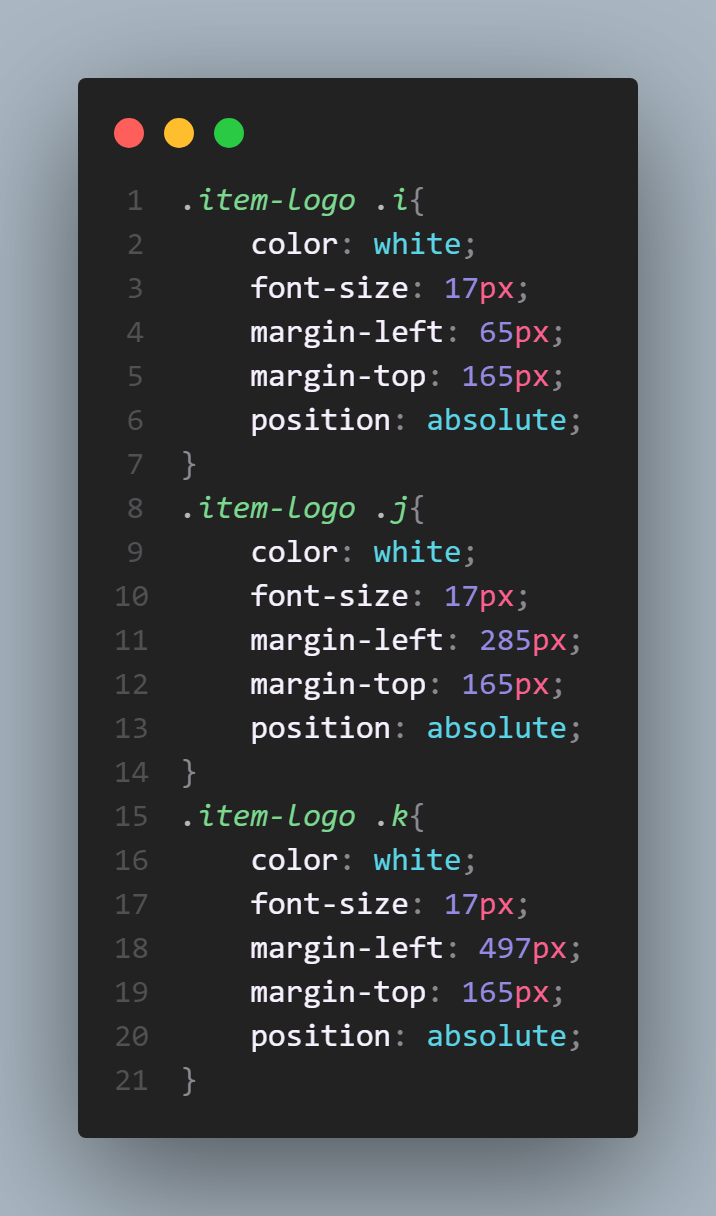 1 .item-logo .i{
2     color: white;
3     font-size: 17px;
4     margin-left: 65px;
5     margin-top: 165px;
6     position: absolute;
7 }
8 .item-logo .j{
9     color: white;
10     font-size: 17px;
11     margin-left: 285px;
12     margin-top: 165px;
13     position: absolute;
14 }
15 .item-logo .k{
16     color: white;
17     font-size: 17px;
18     margin-left: 497px;
19     margin-top: 165px;
20     position: absolute;
21 }